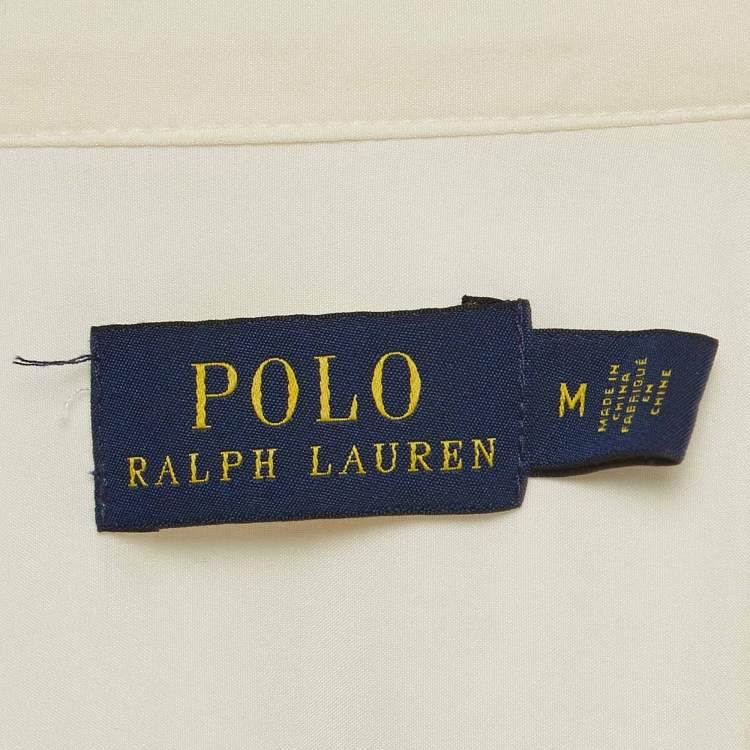 POLO
RALPH LAUREN
M
MADE IN
CHINA
FABRIQUÉ
EN
CHINE